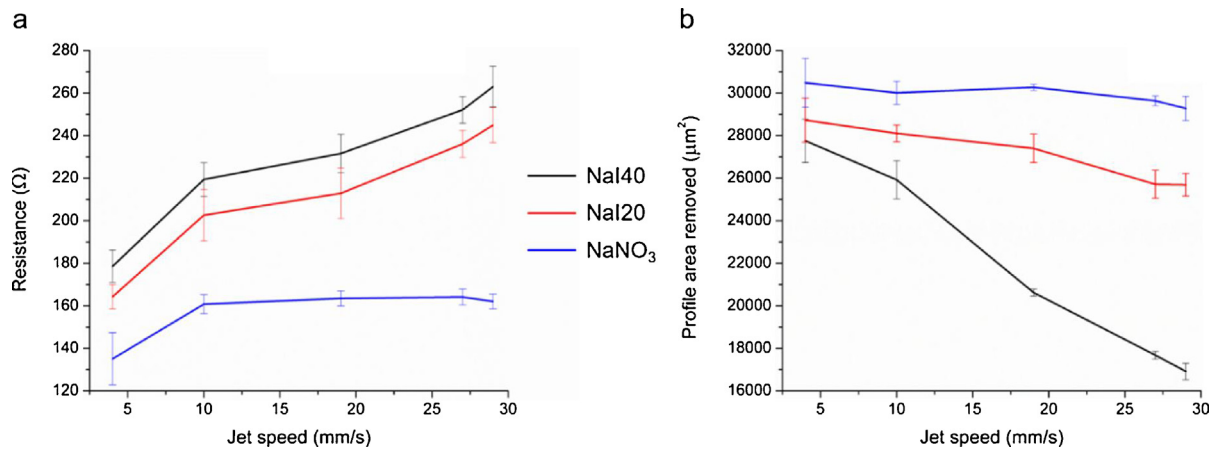 a
280
260
240
220
200
180
160
140
120
Resistance (Ω)
5 10 15 20 25 30
Jet speed (mm/s)
NaI40
NaI20
NaNO₃
b
32000
30000
28000
26000
24000
22000
20000
18000
16000
Profile area removed (μm²)
5 10 15 20 25 30
Jet speed (mm/s)